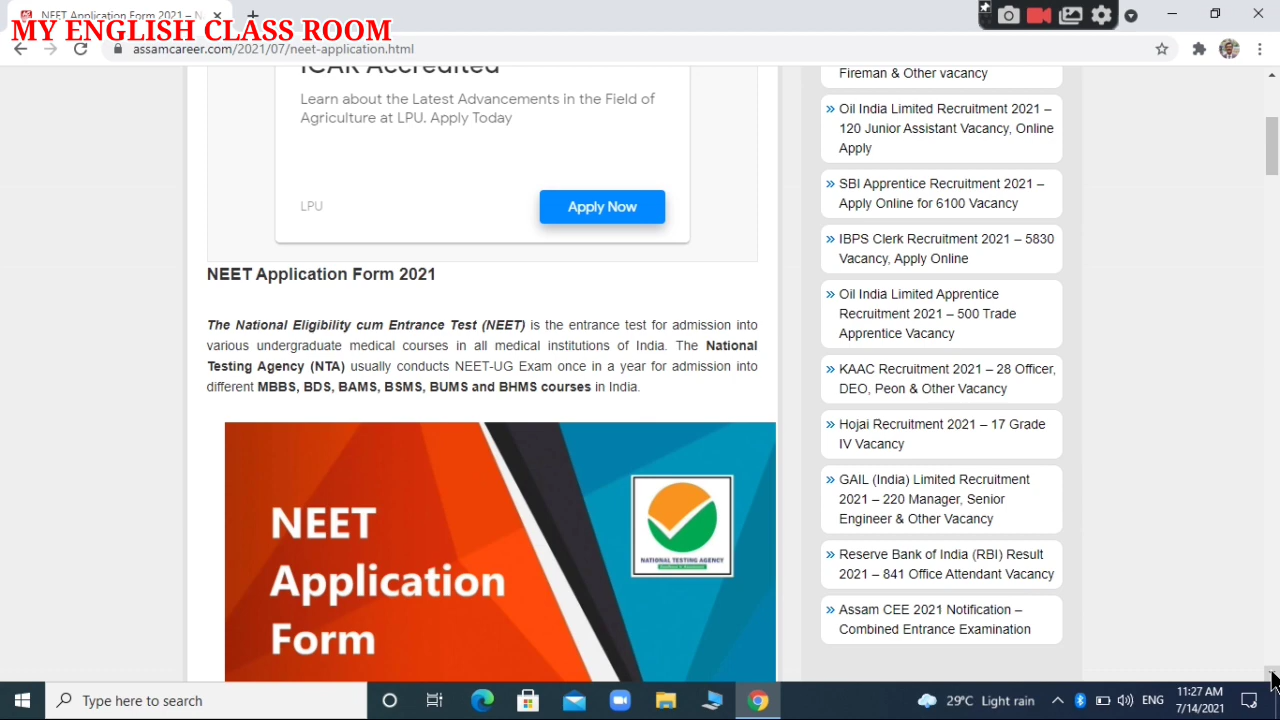 NEET Application Form 2021 – N
MY ENGLISH CLASS ROOM
assamcareer.com/2021/07/neet-application.html
ICAR Accredited
Learn about the Latest Advancements in the Field of
Agriculture at LPU. Apply Today
LPU
Apply Now
NEET Application Form 2021
The National Eligibility cum Entrance Test (NEET) is the entrance test for admission into
various undergraduate medical courses in all medical institutions of India. The National
Testing Agency (NTA) usually conducts NEET-UG Exam once in a year for admission into
different MBBS, BDS, BAMS, BSMS, BUMS and BHMS courses in India.
NEET
Application
Form
NATIONAL TESTING AGENCY
Fireman & Other vacancy
» Oil India Limited Recruitment 2021 –
120 Junior Assistant Vacancy, Online
Apply
» SBI Apprentice Recruitment 2021 –
Apply Online for 6100 Vacancy
» IBPS Clerk Recruitment 2021 – 5830
Vacancy, Apply Online
» Oil India Limited Apprentice
Recruitment 2021 – 500 Trade
Apprentice Vacancy
» KAAC Recruitment 2021 – 28 Officer,
DEO, Peon & Other Vacancy
» Hojai Recruitment 2021 – 17 Grade
IV Vacancy
» GAIL (India) Limited Recruitment
2021 – 220 Manager, Senior
Engineer & Other Vacancy
» Reserve Bank of India (RBI) Result
2021 – 841 Office Attendant Vacancy
» Assam CEE 2021 Notification –
Combined Entrance Examination
Type here to search
29°C Light rain
ENG
11:27 AM
7/14/2021